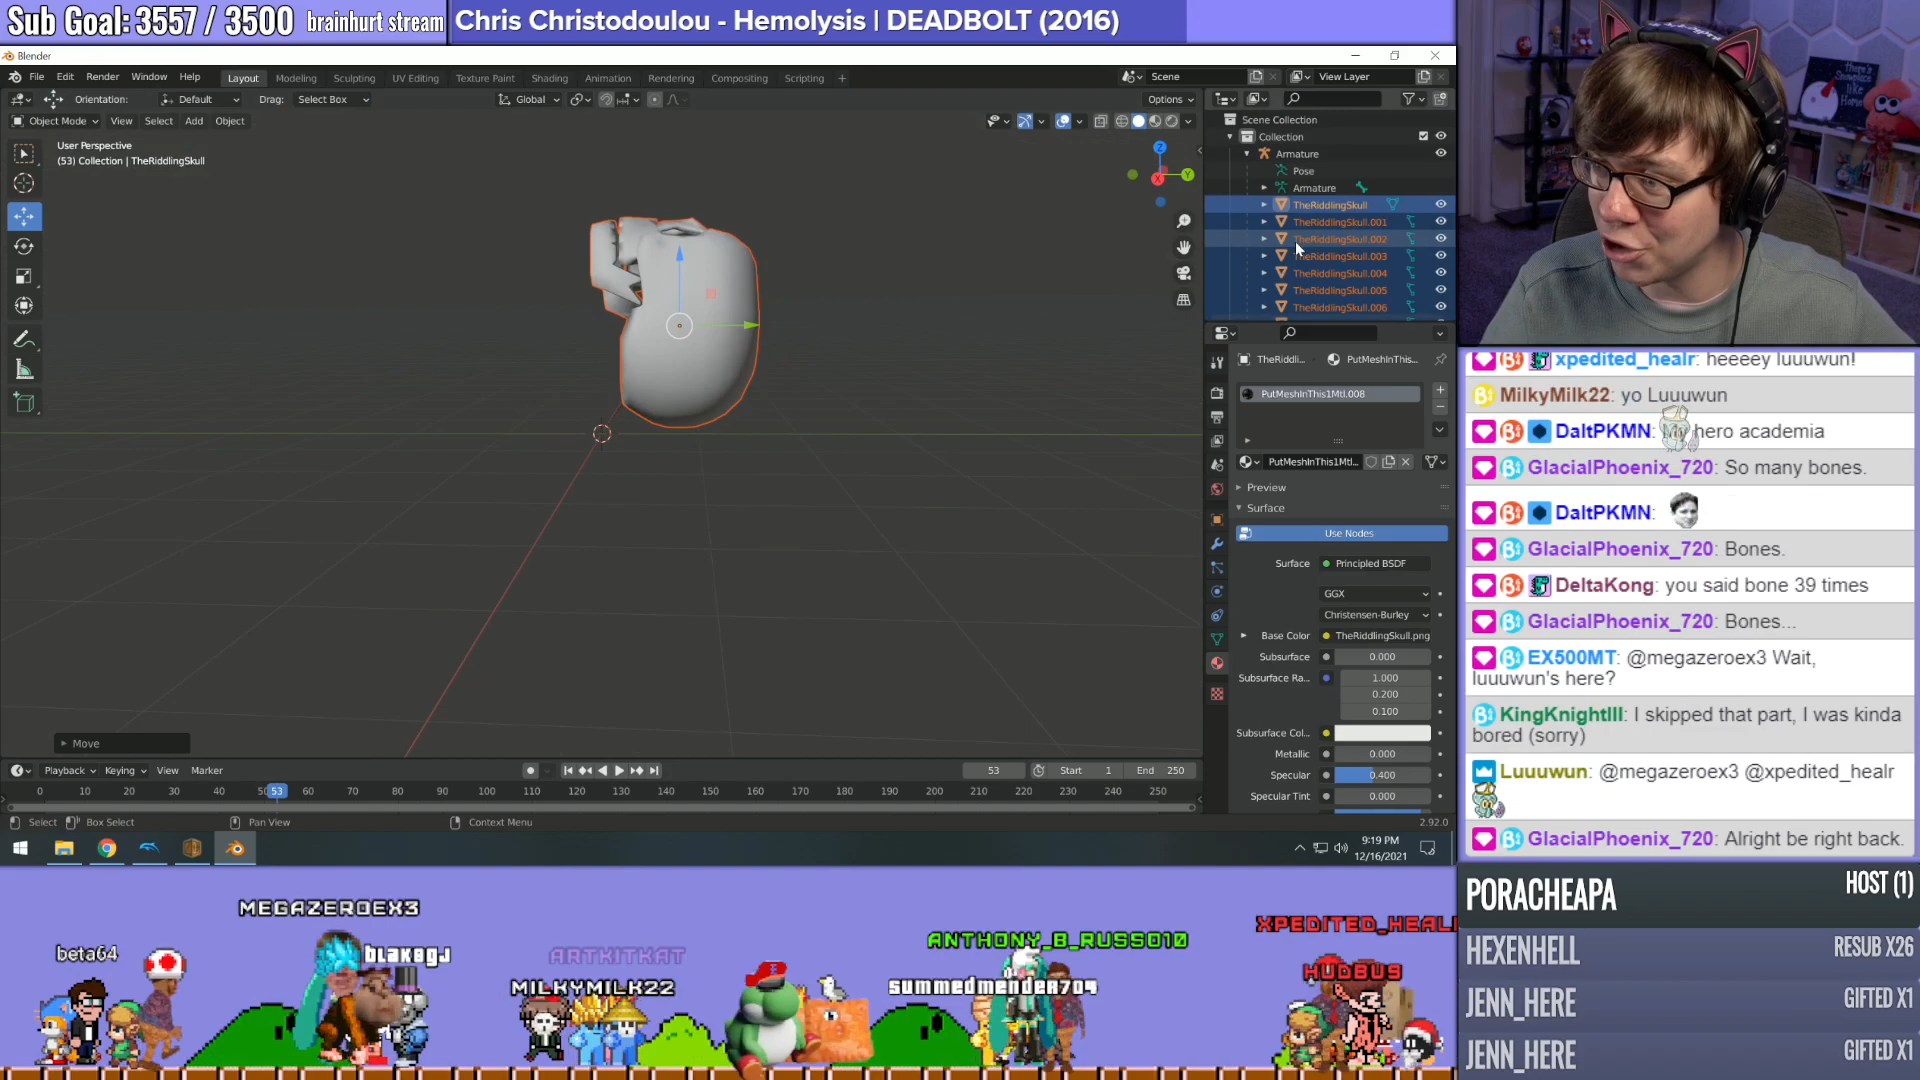 Sub Goal: 3557 / 3500 brainhurt stream
Chris Christodoulou - Hemolysis | DEADBOLT (2016)
Blender
File Edit Render Window Help
Layout Modeling Sculpting UV Editing Texture Paint Shading Animation Rendering Compositing Scripting +
Scene View Layer
Orientation: Default Drag: Select Box Global Options
Object Mode View Select Add Object
User Perspective
(53) Collection | TheRiddlingSkull
Z
Y
X
Scene Collection
Collection
Armature
Pose
Armature
TheRiddlingSkull
TheRiddlingSkull.001
TheRiddlingSkull.002
TheRiddlingSkull.003
TheRiddlingSkull.004
TheRiddlingSkull.005
TheRiddlingSkull.006
TheRiddli... PutMeshInThis...
PutMeshInThis1Mtl.008
PutMeshInThis1Mtl...
Preview
Surface
Use Nodes
Surface Principled BSDF
GGX
Christensen-Burley
Base Color TheRiddlingSkull.png
Subsurface 0.000
Subsurface Ra... 1.000
0.200
0.100
Subsurface Col...
Metallic 0.000
Specular 0.400
Specular Tint 0.000
Move
Playback Keying View Marker
53 Start 1 End 250
0 10 20 30 40 50 53 60 70 80 90 100 110 120 130 140 150 160 170 180 190 200 210 220 230 240 250
Select Box Select Pan View Context Menu
2.92.0
9:19 PM
12/16/2021
xpedited_healr: heeeey luuuwun!
MilkyMilk22: yo Luuuwun
DaltPKMN: My hero academia
GlacialPhoenix_720: So many bones.
DaltPKMN:
GlacialPhoenix_720: Bones.
DeltaKong: you said bone 39 times
GlacialPhoenix_720: Bones...
EX500MT: @megazeroex3 Wait,
luuuwun's here?
KingKnightIII: I skipped that part, I was kinda
bored (sorry)
Luuuwun: @megazeroex3 @xpedited_healr
GlacialPhoenix_720: Alright be right back.
PORACHEAPA HOST (1)
HEXENHELL RESUB X26
JENN_HERE GIFTED X1
JENN_HERE GIFTED X1
MEGAZEROEX3
beta64
blakegj
ARTKITKAT
MILKYMILK22
ANTHONY_B_RUSSO10
summedmender704
XPEDITED_HEAL
HUDBUS